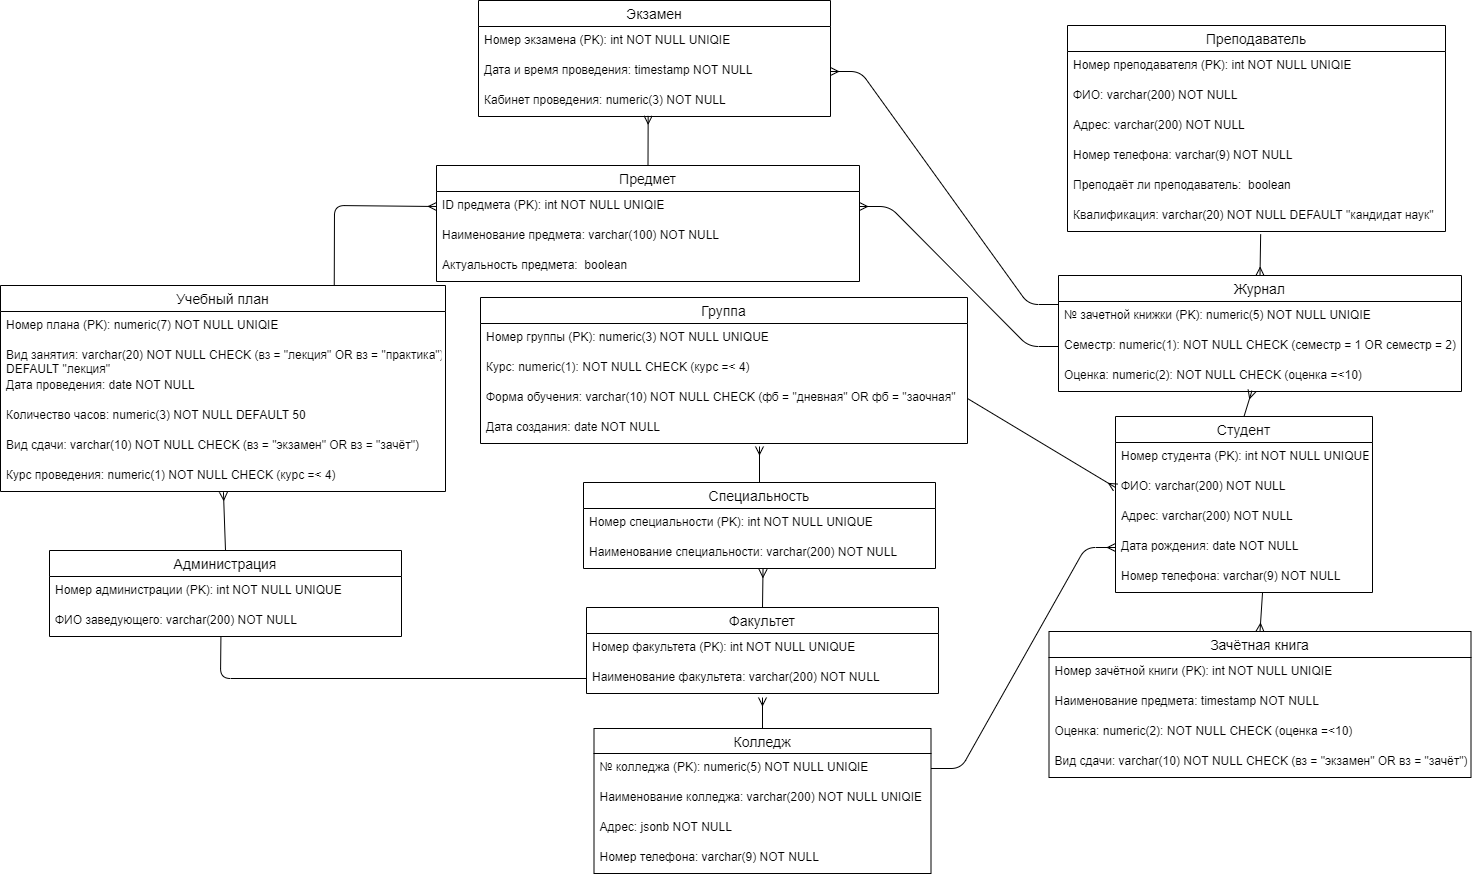 Экзамен
Номер экзамена (PK): int NOT NULL UNIQIE
Дата и время проведения: timestamp NOT NULL
Кабинет проведения: numeric(3) NOT NULL
Преподаватель
Номер преподавателя (PK): int NOT NULL UNIQIE
ФИО: varchar(200) NOT NULL
Адрес: varchar(200) NOT NULL
Номер телефона: varchar(9) NOT NULL
Преподаёт ли преподаватель:  boolean
Квалификация: varchar(20) NOT NULL DEFAULT "кандидат наук"
Предмет
ID предмета (PK): int NOT NULL UNIQIE
Наименование предмета: varchar(100) NOT NULL
Актуальность предмета:  boolean
Учебный план
Номер плана (PK): numeric(7) NOT NULL UNIQIE
Вид занятия: varchar(20) NOT NULL CHECK (вз = "лекция" OR вз = "практика")
DEFAULT "лекция"
Дата проведения: date NOT NULL
Количество часов: numeric(3) NOT NULL DEFAULT 50
Вид сдачи: varchar(10) NOT NULL CHECK (вз = "экзамен" OR вз = "зачёт")
Курс проведения: numeric(1) NOT NULL CHECK (курс =< 4)
Группа
Номер группы (PK): numeric(3) NOT NULL UNIQUE
Курс: numeric(1): NOT NULL CHECK (курс =< 4)
Форма обучения: varchar(10) NOT NULL CHECK (фб = "дневная" OR фб = "заочная"
Дата создания: date NOT NULL
Журнал
№ зачетной книжки (PK): numeric(5) NOT NULL UNIQIE
Семестр: numeric(1): NOT NULL CHECK (семестр = 1 OR семестр = 2)
Оценка: numeric(2): NOT NULL CHECK (оценка =<10)
Студент
Номер студента (PK): int NOT NULL UNIQUE
ФИО: varchar(200) NOT NULL
Адрес: varchar(200) NOT NULL
Дата рождения: date NOT NULL
Номер телефона: varchar(9) NOT NULL
Специальность
Номер специальности (PK): int NOT NULL UNIQUE
Наименование специальности: varchar(200) NOT NULL
Администрация
Номер администрации (PK): int NOT NULL UNIQUE
ФИО заведующего: varchar(200) NOT NULL
Факультет
Номер факультета (PK): int NOT NULL UNIQUE
Наименование факультета: varchar(200) NOT NULL
Зачётная книга
Номер зачётной книги (PK): int NOT NULL UNIQIE
Наименование предмета: timestamp NOT NULL
Оценка: numeric(2): NOT NULL CHECK (оценка =<10)
Вид сдачи: varchar(10) NOT NULL CHECK (вз = "экзамен" OR вз = "зачёт")
Колледж
№ колледжа (PK): numeric(5) NOT NULL UNIQIE
Наименование колледжа: varchar(200) NOT NULL UNIQIE
Адрес: jsonb NOT NULL
Номер телефона: varchar(9) NOT NULL